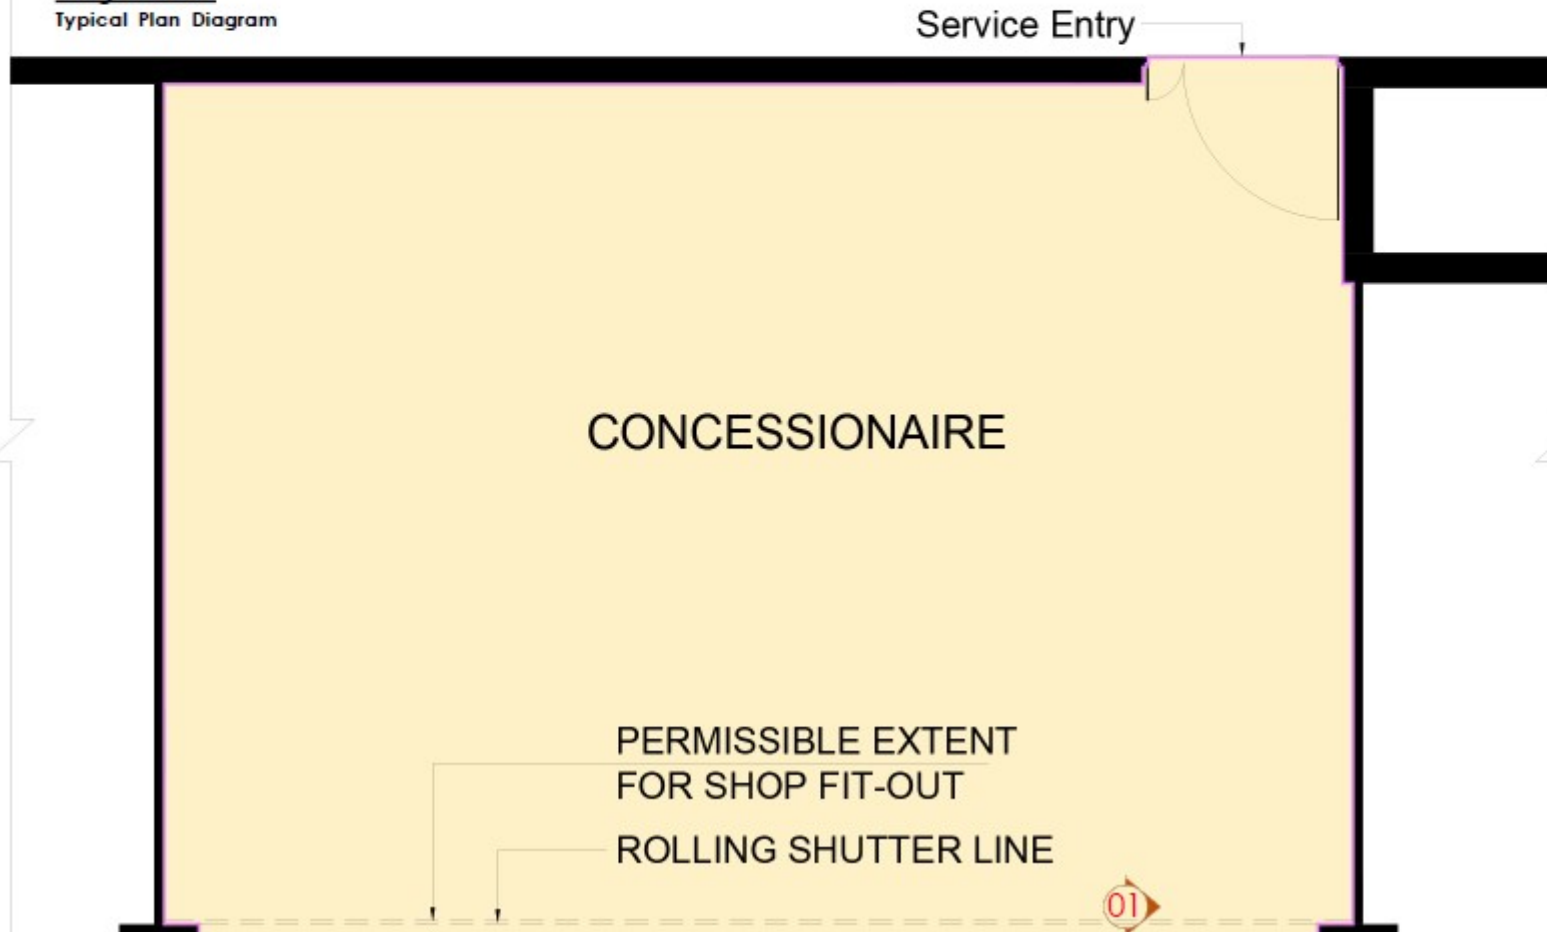 Typical Plan Diagram
Service Entry
CONCESSIONAIRE
PERMISSIBLE EXTENT
FOR SHOP FIT-OUT
ROLLING SHUTTER LINE
01